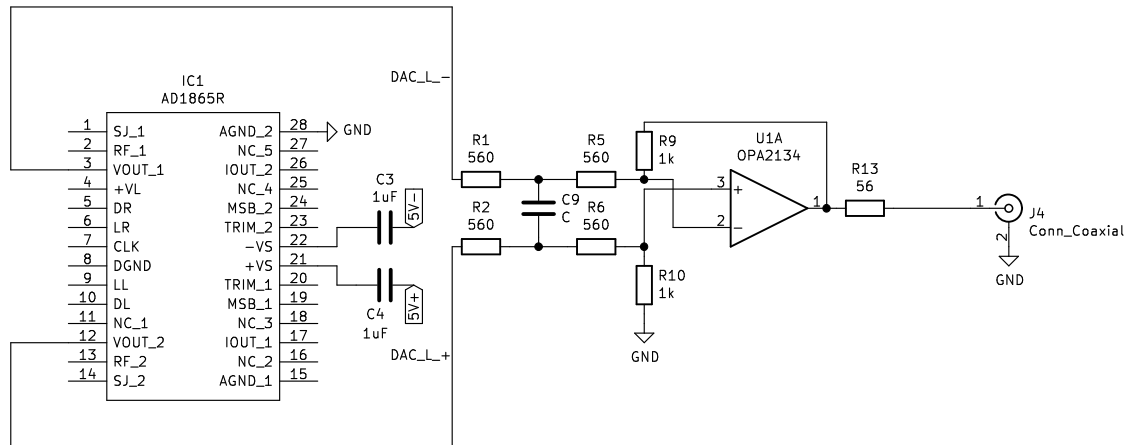 IC1
AD1865R
1 SJ_1 AGND_2 28 GND
2 RF_1 NC_5 27
3 VOUT_1 IOUT_2 26
4 +VL NC_4 25
5 DR MSB_2 24
6 LR TRIM_2 23
7 CLK -VS 22
8 DGND +VS 21
9 LL TRIM_1 20
10 DL MSB_1 19
11 NC_1 NC_3 18
12 VOUT_2 IOUT_1 17
13 RF_2 NC_2 16
14 SJ_2 AGND_1 15
C3
1uF
5V-
C4
1uF
5V+
DAC_L_-
DAC_L_+
R1
560
R2
560
C9
C
R5
560
R6
560
R9
1k
R10
1k
GND
U1A
OPA2134
3 +
2 -
1
R13
56
1
2
J4
Conn_Coaxial
GND